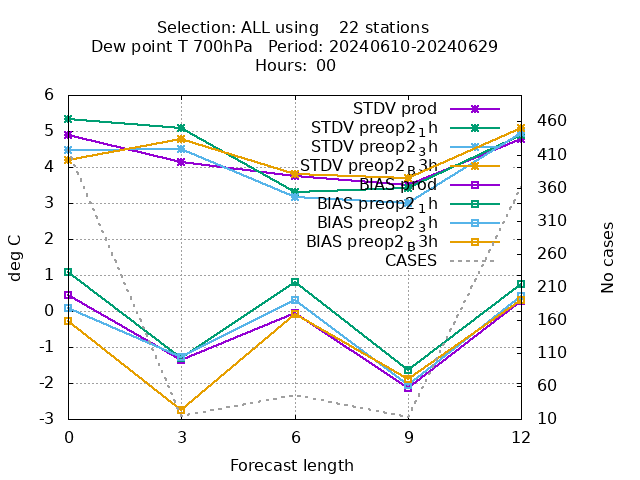 Selection: ALL using    22 stations
Dew point T 700hPa   Period: 20240610-20240629
Hours:  00
STDV prod
STDV preop2_1h
STDV preop2_3h
STDV preop2_B3h
BIAS prod
BIAS preop2_1h
BIAS preop2_3h
BIAS preop2_B3h
CASES
6
5
4
3
2
1
0
-1
-2
-3
deg C
460
410
360
310
260
210
160
110
60
10
No cases
0 3 6 9 12
Forecast length